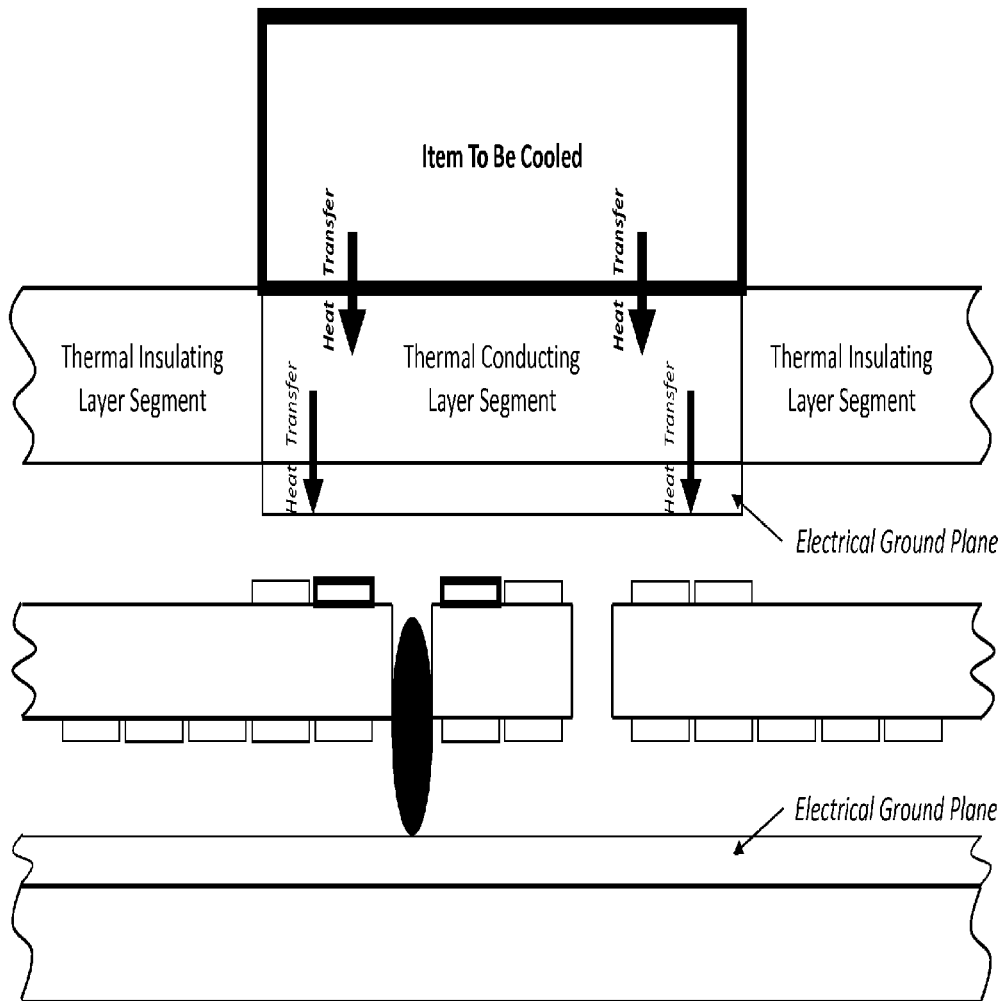 Item To Be Cooled
Heat Transfer
Heat Transfer
Thermal Insulating
Layer Segment
Thermal Conducting
Layer Segment
Thermal Insulating
Layer Segment
Heat Transfer
Heat Transfer
Electrical Ground Plane
Electrical Ground Plane